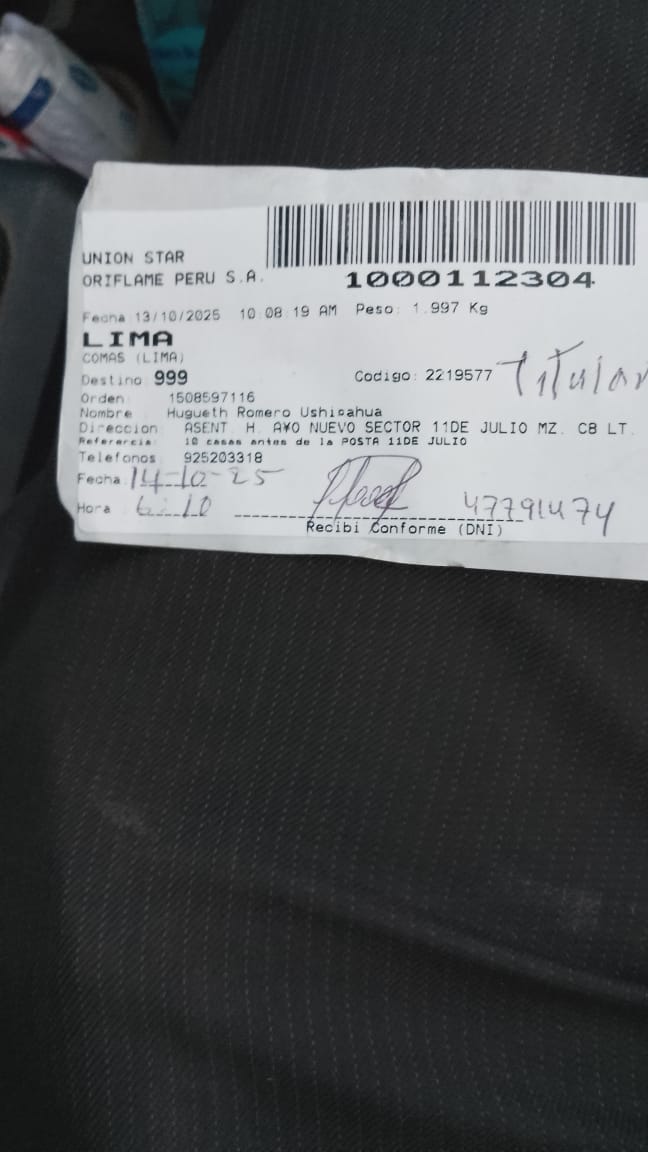 UNION STAR
ORIFLAME PERU S.A.
1000112304
Fecha 13/10/2025 10:08:19 AM Peso: 1.997 Kg
LIMA
COMAS (LIMA)
Destino: 999 Codigo: 2219577 Titular
Orden: 1508597116
Nombre Hugueth Romero Ushiñahua
Direccion: ASENT. H. A¥O NUEVO SECTOR 11DE JULIO MZ. C8 LT.
Referencia: 10 casas antes de la POSTA 11DE JULIO
Telefonos: 925203318
Fecha: 14-10-25
Hora : 6:10 47791474
Recibi Conforme (DNI)